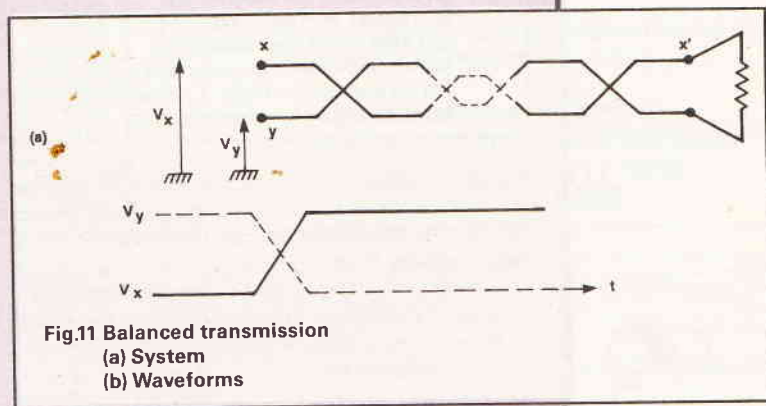 x
x'
(a)
Vx
Vy
y
Vy
Vx
t
Fig.11 Balanced transmission
(a) System
(b) Waveforms